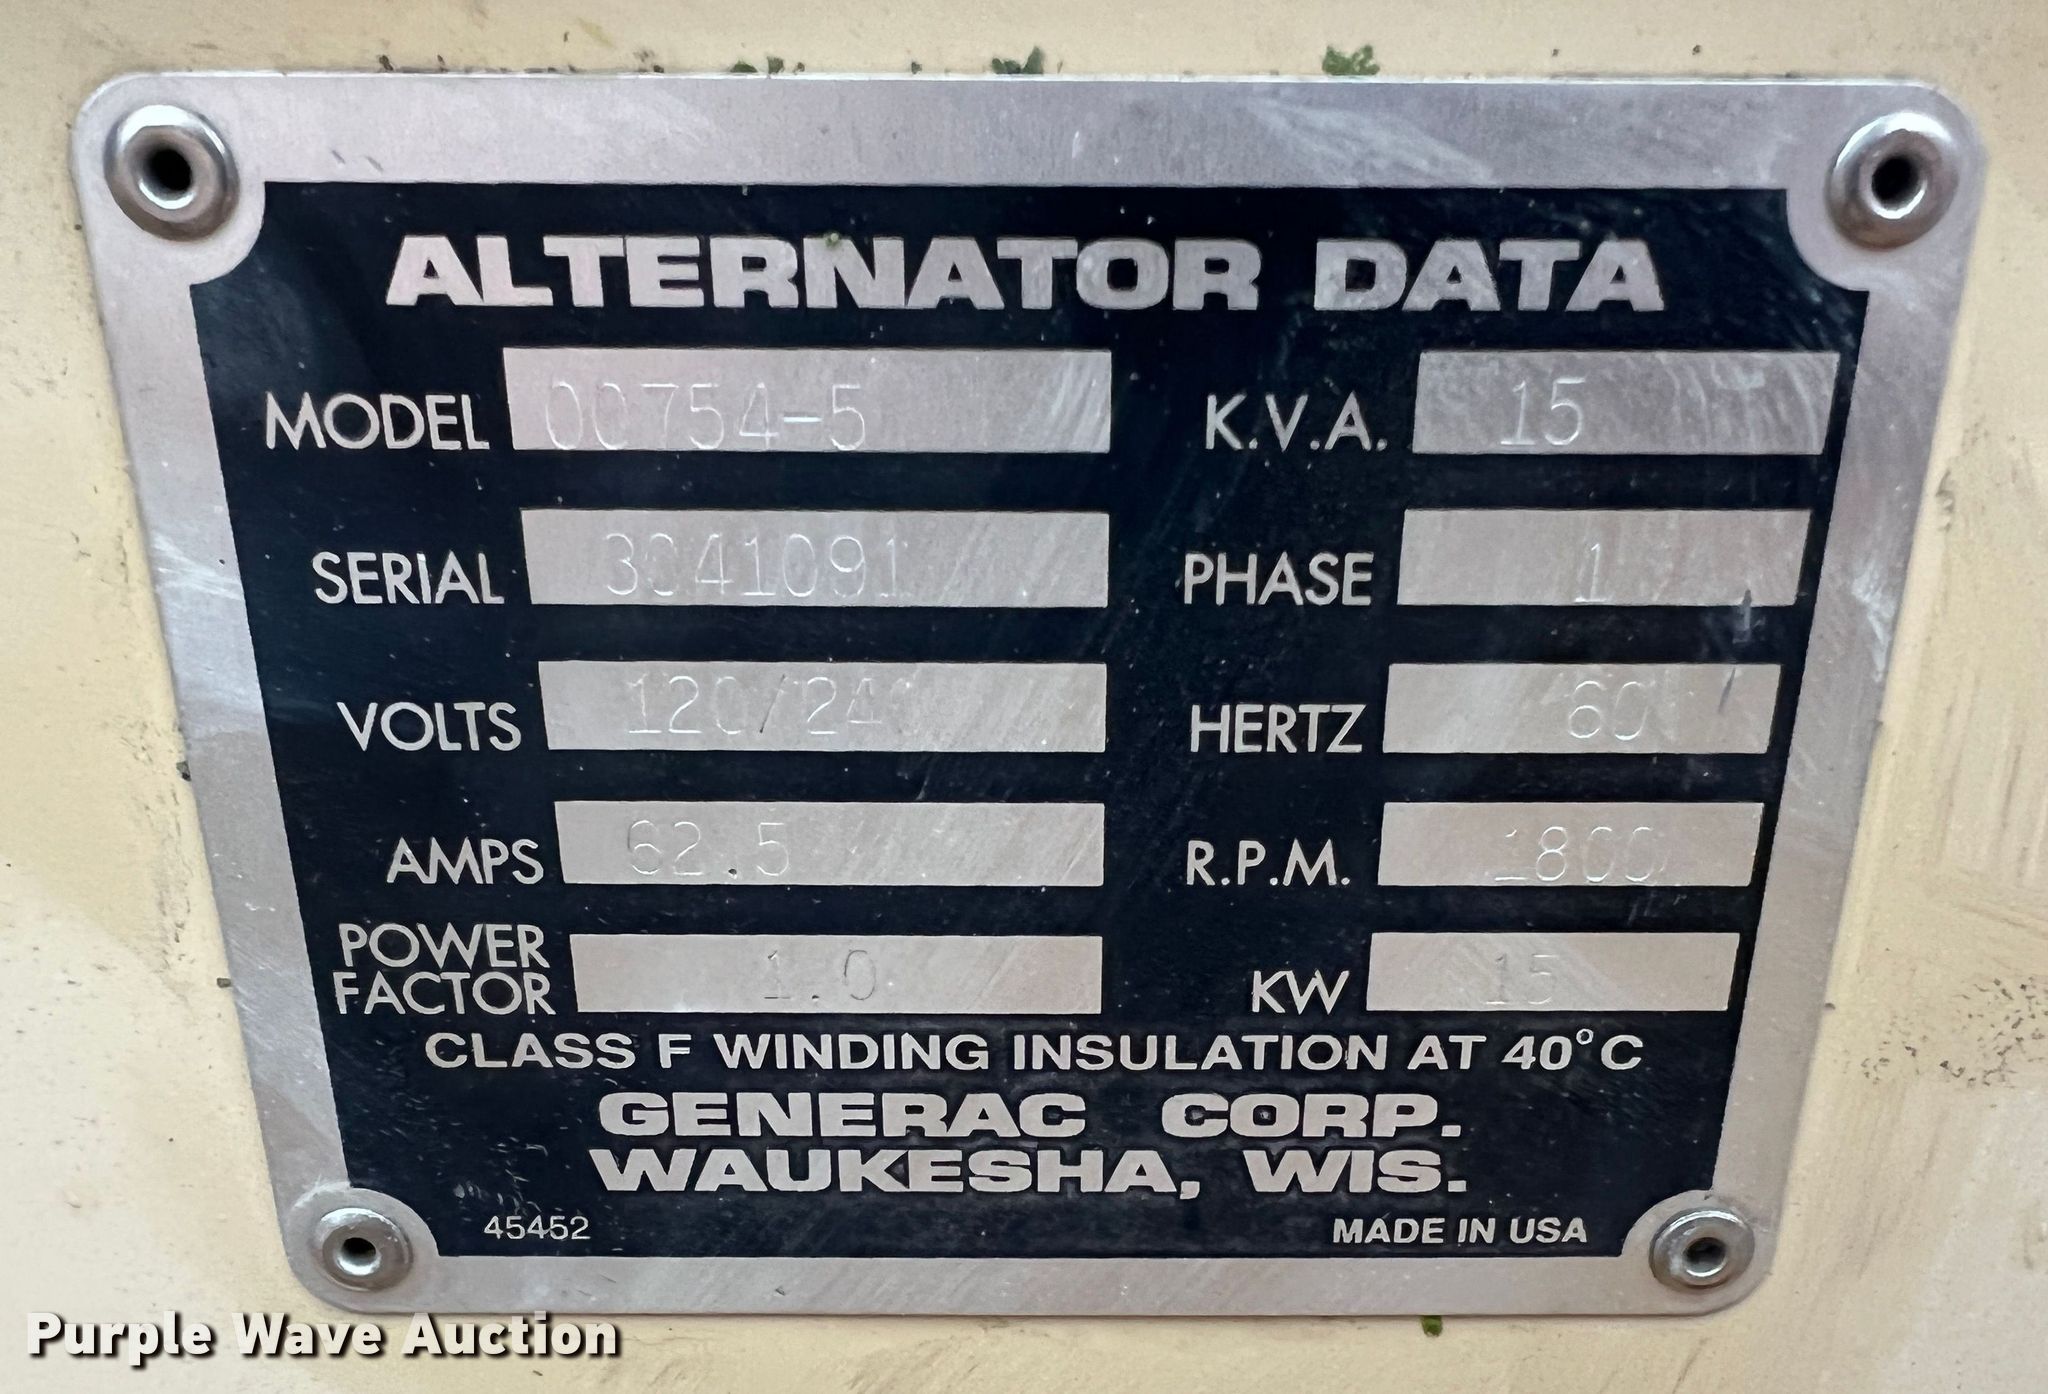 ALTERNATOR DATA
MODEL 00754-5 K.V.A. 15
SERIAL 3041091 PHASE 1
VOLTS 120/240 HERTZ 60
AMPS 62.5 R.P.M. 1800
POWER FACTOR 1.0 KW 15
CLASS F WINDING INSULATION AT 40°C
GENERAC CORP.
WAUKESHA, WIS.
45452 MADE IN USA
Purple Wave Auction